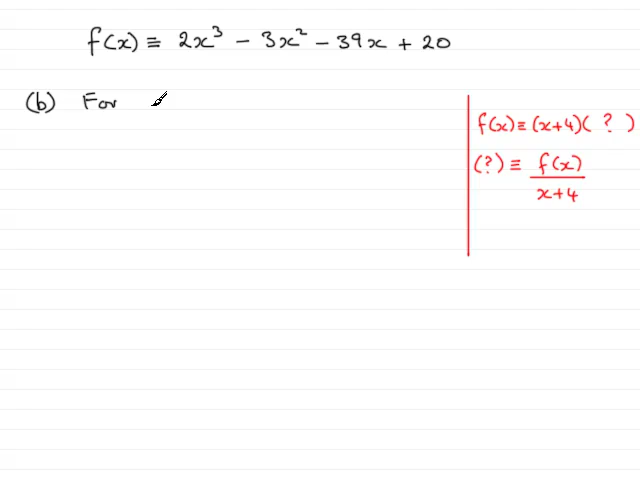 f(x) ≡ 2x³ - 3x² - 39x + 20
(b) For
f(x) ≡ (x+4)( ? )
(?) ≡ f(x)/x+4